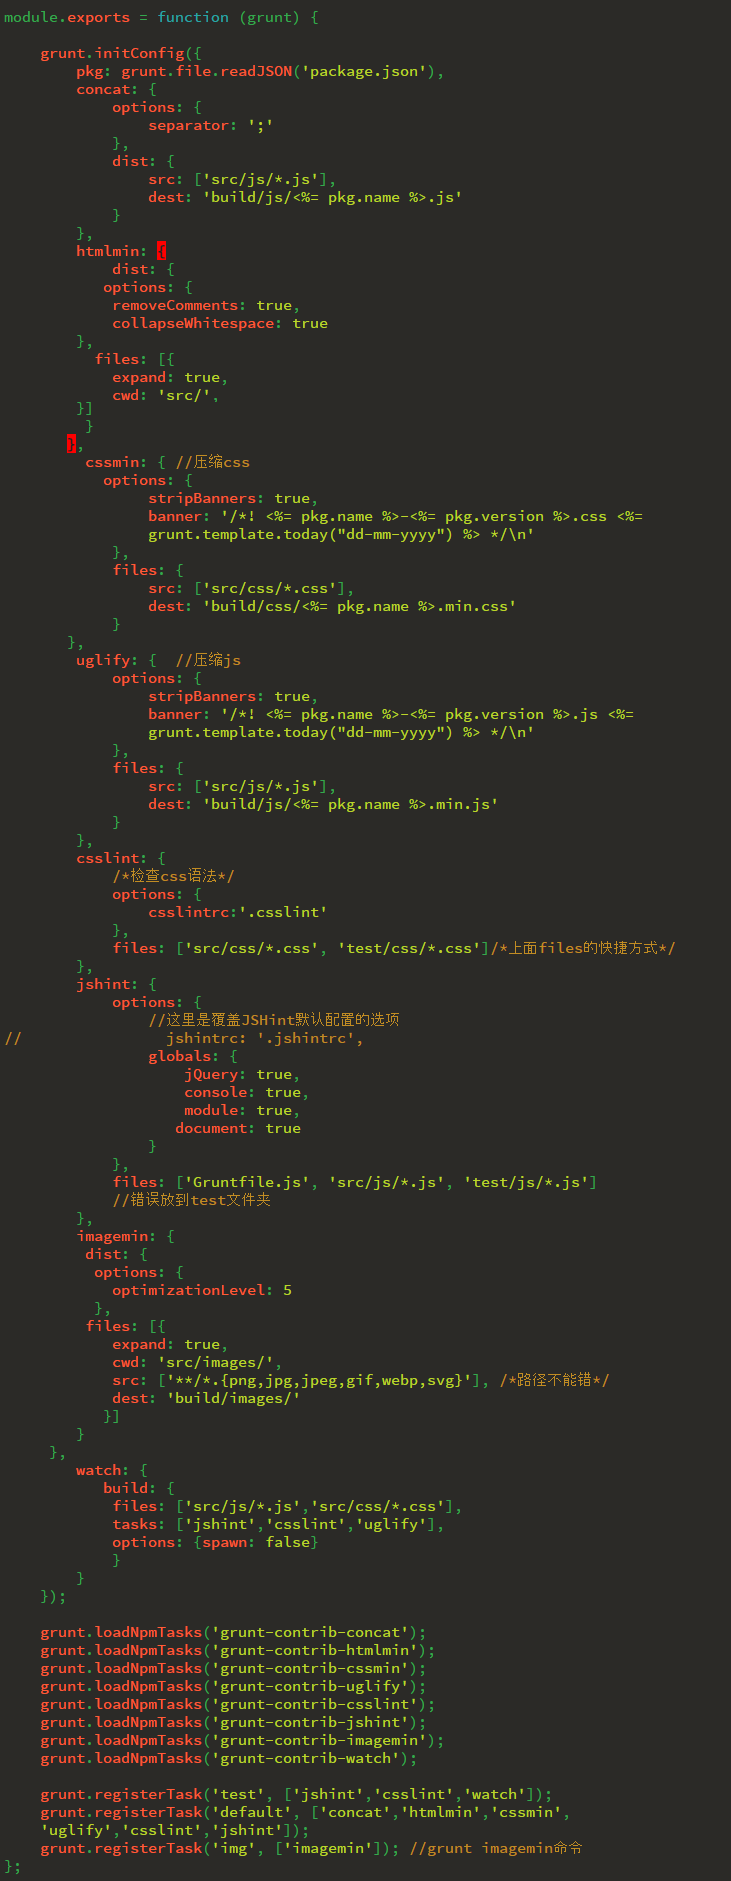 module.exports = function (grunt) {
grunt.initConfig({
pkg: grunt.file.readJSON('package.json'),
concat: {
options: {
separator: ';'
},
dist: {
src: ['src/js/*.js'],
dest: 'build/js/<%= pkg.name %>.js'
}
},
htmlmin: {
dist: {
options: {
removeComments: true,
collapseWhitespace: true
},
files: [{
expand: true,
cwd: 'src/',
}]
}
},
cssmin: { //压缩css
options: {
stripBanners: true,
banner: '/*! <%= pkg.name %>-<%= pkg.version %>.css <%=
grunt.template.today("dd-mm-yyyy") %> */\n'
},
files: {
src: ['src/css/*.css'],
dest: 'build/css/<%= pkg.name %>.min.css'
}
},
uglify: {  //压缩js
options: {
stripBanners: true,
banner: '/*! <%= pkg.name %>-<%= pkg.version %>.js <%=
grunt.template.today("dd-mm-yyyy") %> */\n'
},
files: {
src: ['src/js/*.js'],
dest: 'build/js/<%= pkg.name %>.min.js'
}
},
csslint: {
/*检查css语法*/
options: {
csslintrc:'.csslint'
},
files: ['src/css/*.css', 'test/css/*.css']/*上面files的快捷方式*/
},
jshint: {
options: {
//这里是覆盖JSHint默认配置的选项
//                jshintrc: '.jshintrc',
globals: {
jQuery: true,
console: true,
module: true,
document: true
}
},
files: ['Gruntfile.js', 'src/js/*.js', 'test/js/*.js']
//错误放到test文件夹
},
imagemin: {
dist: {
options: {
optimizationLevel: 5
},
files: [{
expand: true,
cwd: 'src/images/',
src: ['**/*.{png,jpg,jpeg,gif,webp,svg}'], /*路径不能错*/
dest: 'build/images/'
}]
}
},
watch: {
build: {
files: ['src/js/*.js','src/css/*.css'],
tasks: ['jshint','csslint','uglify'],
options: {spawn: false}
}
}
});
grunt.loadNpmTasks('grunt-contrib-concat');
grunt.loadNpmTasks('grunt-contrib-htmlmin');
grunt.loadNpmTasks('grunt-contrib-cssmin');
grunt.loadNpmTasks('grunt-contrib-uglify');
grunt.loadNpmTasks('grunt-contrib-csslint');
grunt.loadNpmTasks('grunt-contrib-jshint');
grunt.loadNpmTasks('grunt-contrib-imagemin');
grunt.loadNpmTasks('grunt-contrib-watch');
grunt.registerTask('test', ['jshint','csslint','watch']);
grunt.registerTask('default', ['concat','htmlmin','cssmin',
'uglify','csslint','jshint']);
grunt.registerTask('img', ['imagemin']); //grunt imagemin命令
};